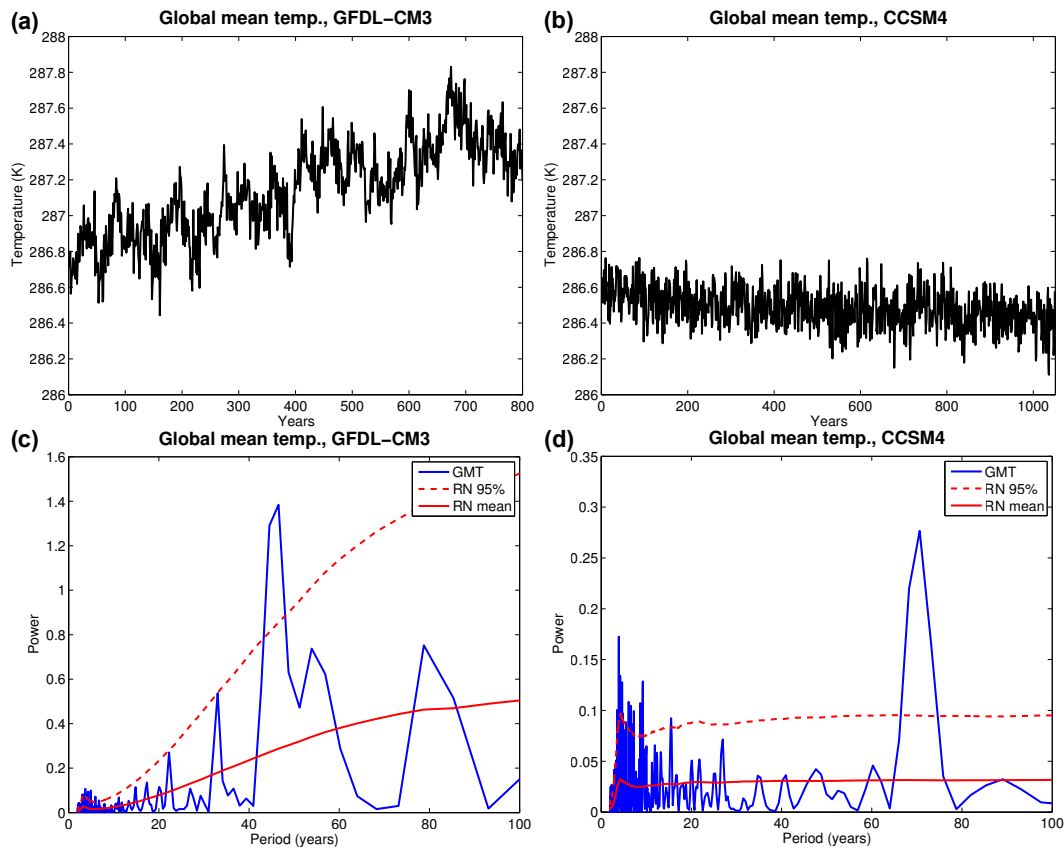 (a)
Global mean temp., GFDL−CM3
288
287.8
287.6
287.4
287.2
287
286.8
286.6
286.4
286.2
286
Temperature (K)
0 100 200 300 400 500 600 700 800
Years
(b)
Global mean temp., CCSM4
288
287.8
287.6
287.4
287.2
287
286.8
286.6
286.4
286.2
286
Temperature (K)
0 200 400 600 800 1000
Years
(c)
Global mean temp., GFDL−CM3
1.6
1.4
1.2
1
0.8
0.6
0.4
0.2
0
Power
GMT
RN 95%
RN mean
0 20 40 60 80 100
Period (years)
(d)
Global mean temp., CCSM4
0.35
0.3
0.25
0.2
0.15
0.1
0.05
0
Power
GMT
RN 95%
RN mean
0 20 40 60 80 100
Period (years)